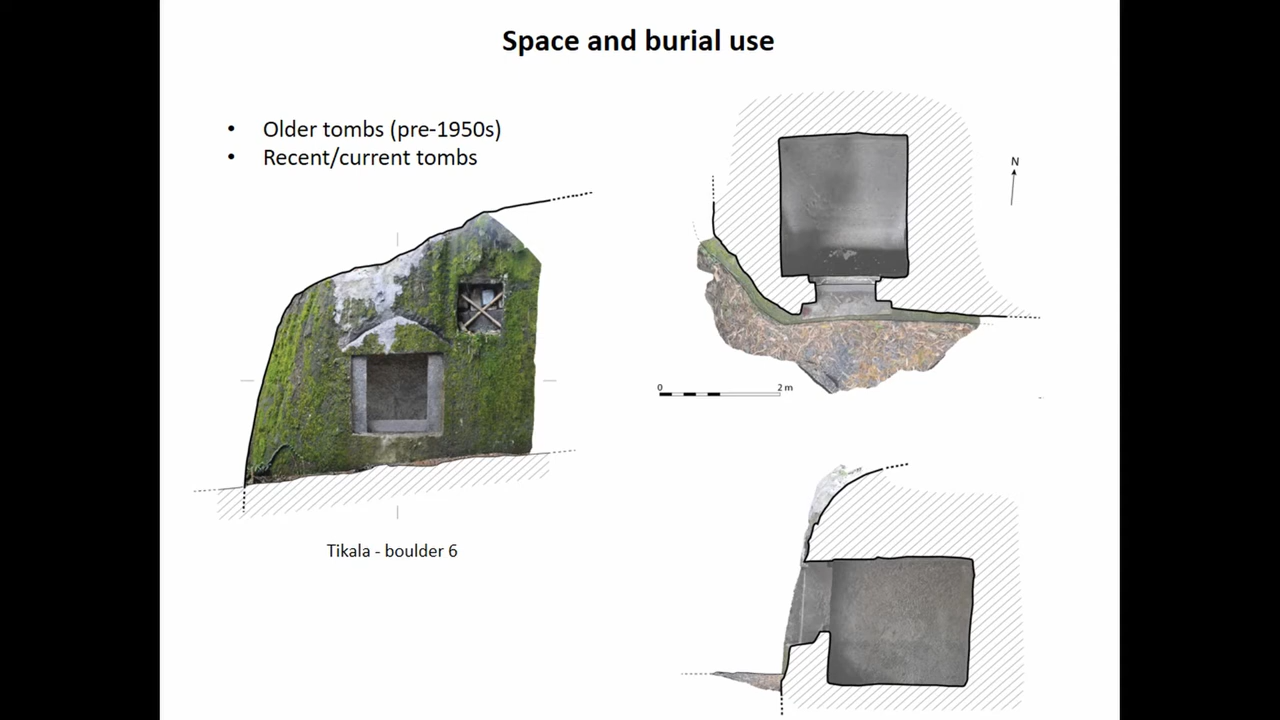 Space and burial use
• Older tombs (pre-1950s)
• Recent/current tombs
N
0 2 m
Tikala - boulder 6